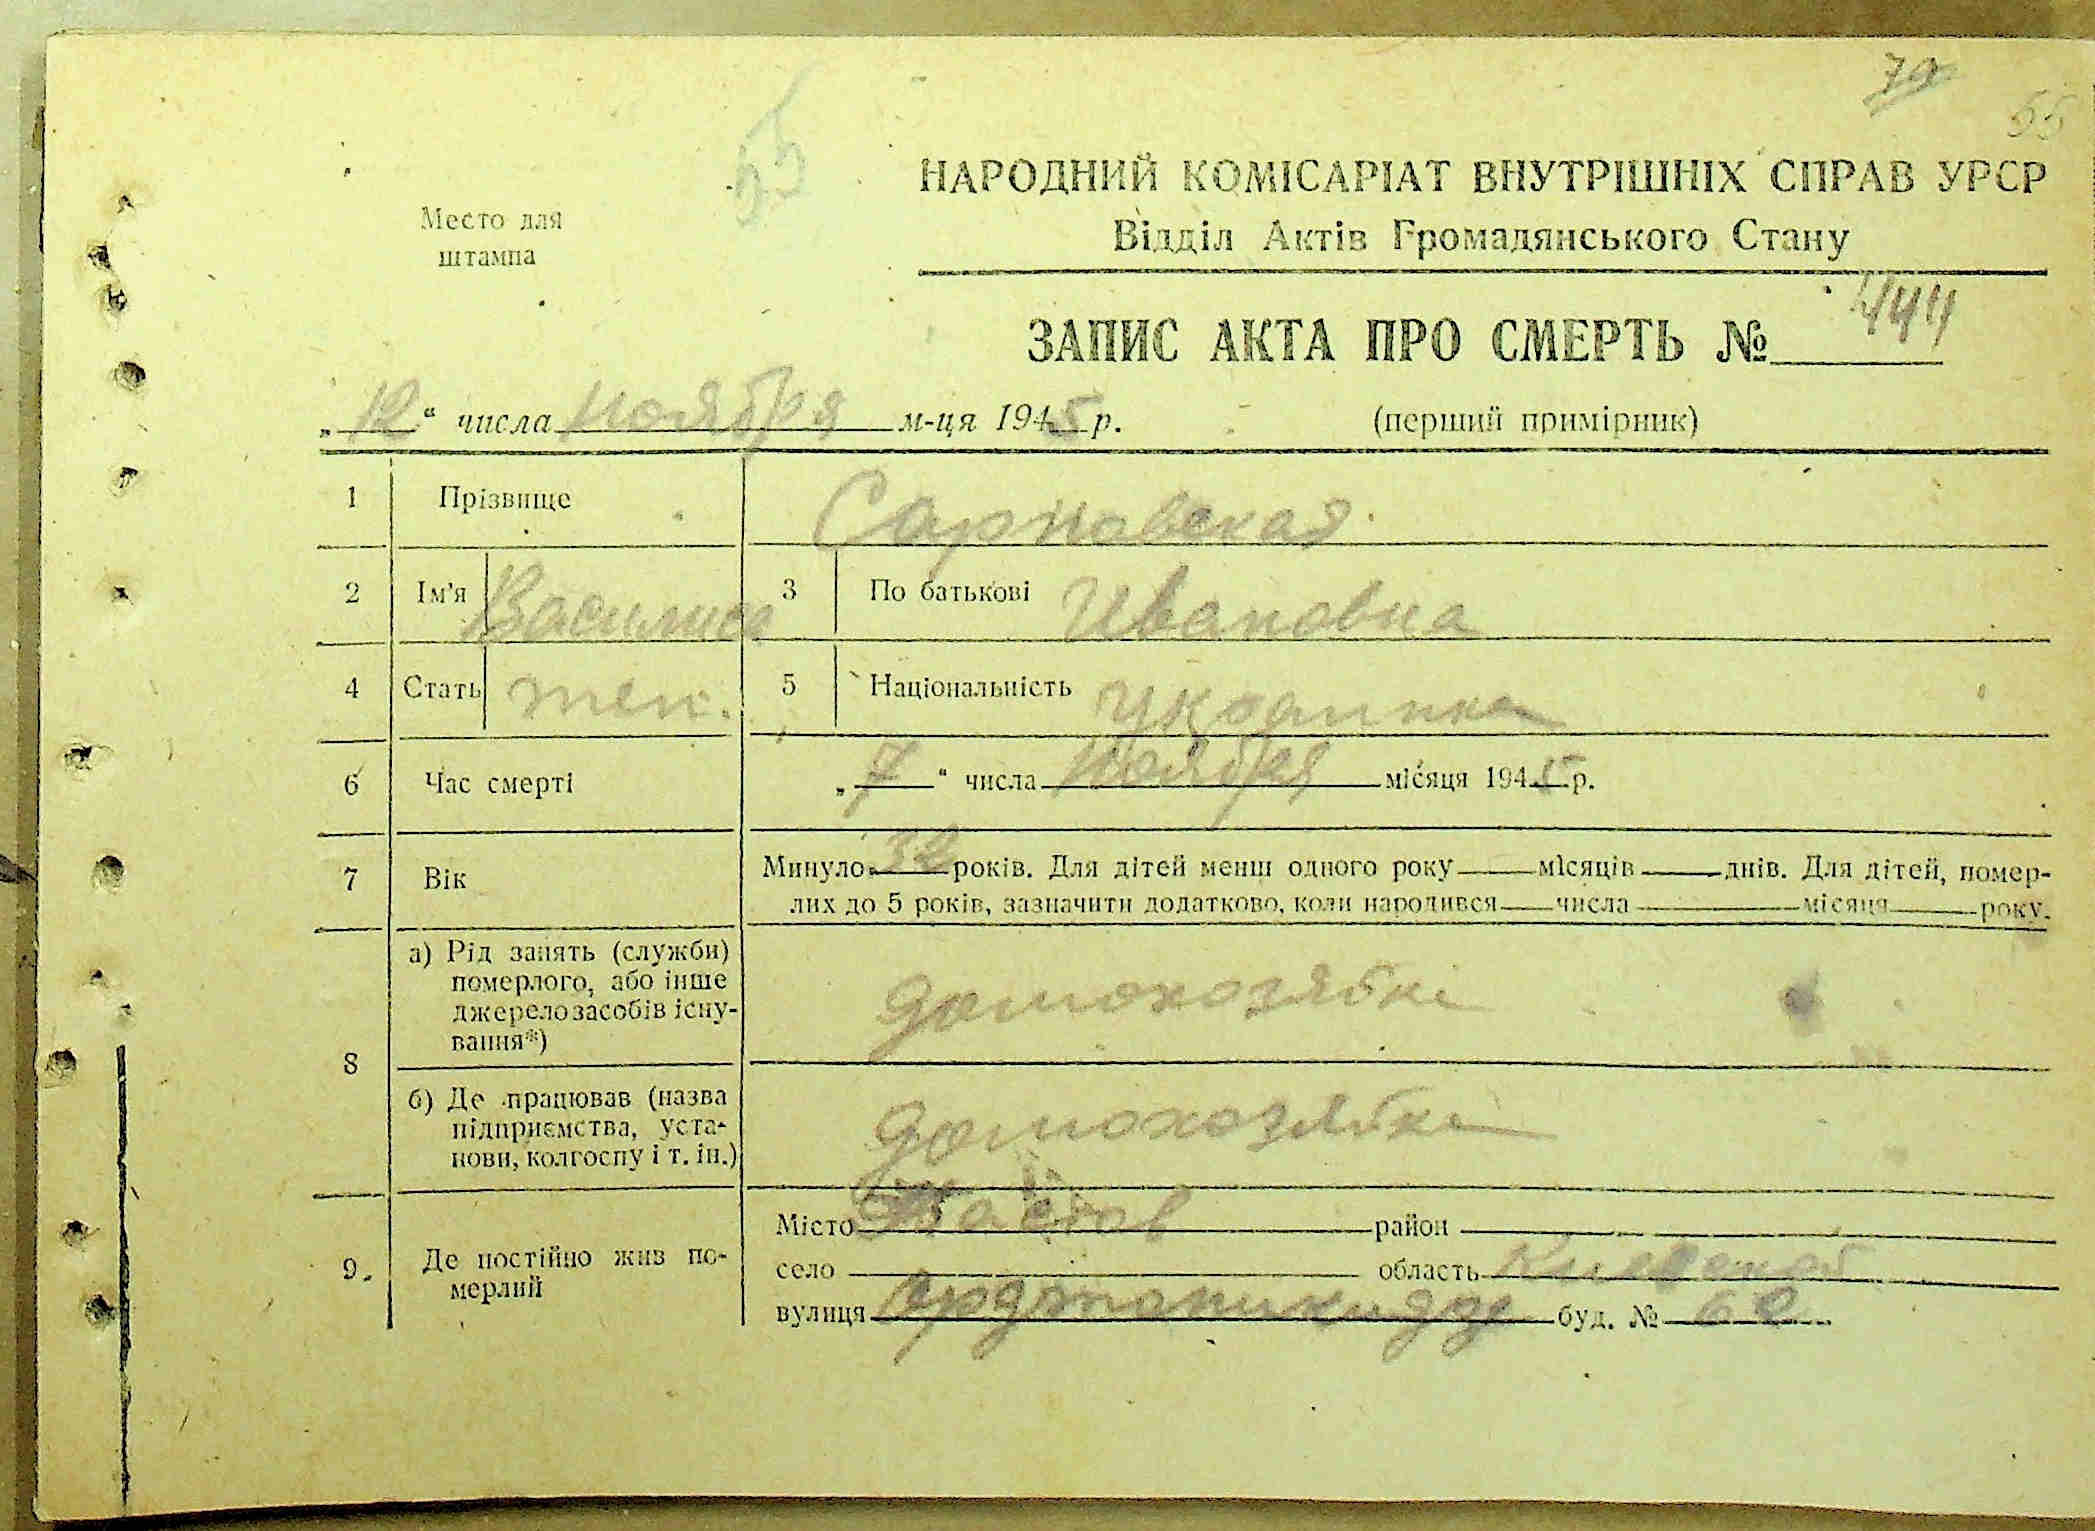 70
55
55
НАРОДНИЙ КОМІСАРІАТ ВНУТРІШНІХ СПРАВ УРСР
Відділ Актів Громадянського Стану
Место для
штампа
ЗАПИС АКТА ПРО СМЕРТЬ № 444
„12“ числа ноября м-ця 1945 р. (перший примірник)
1 Прізвище Сарновская
2 Ім'я Василиса 3 По батькові Ивановна
4 Стать жен. 5 Національність украинка
6 Час смерті „7“ числа ноября місяця 1945 р.
7 Вік Минуло 32 років. Для дітей менш одного року місяців днів. Для дітей, помер-
лих до 5 років, зазначити додатково, коли народився числа місяця року.
8 а) Рід занять (служби)
померлого, або інше
джерело засобів існу-
вання*) домохозяйка
б) Де працював (назва
підприємства, уста-
нови, колгоспу і т. ін.) домохозяйка
9. Де постійно жив по-
мерлий
Місто Фастов район
село область Киевской
вулиця Орджоникидзе буд. №